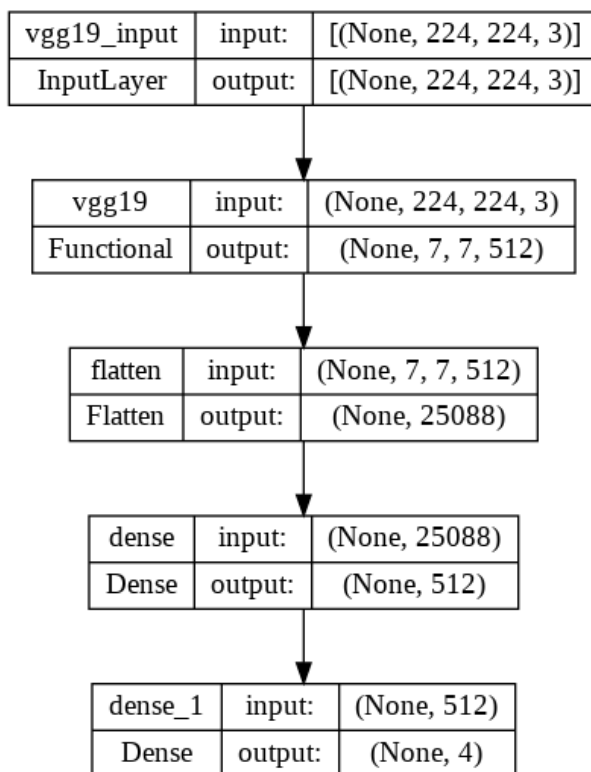 vgg19_input input: [(None, 224, 224, 3)]
InputLayer output: [(None, 224, 224, 3)]
vgg19 input: (None, 224, 224, 3)
Functional output: (None, 7, 7, 512)
flatten input: (None, 7, 7, 512)
Flatten output: (None, 25088)
dense input: (None, 25088)
Dense output: (None, 512)
dense_1 input: (None, 512)
Dense output: (None, 4)